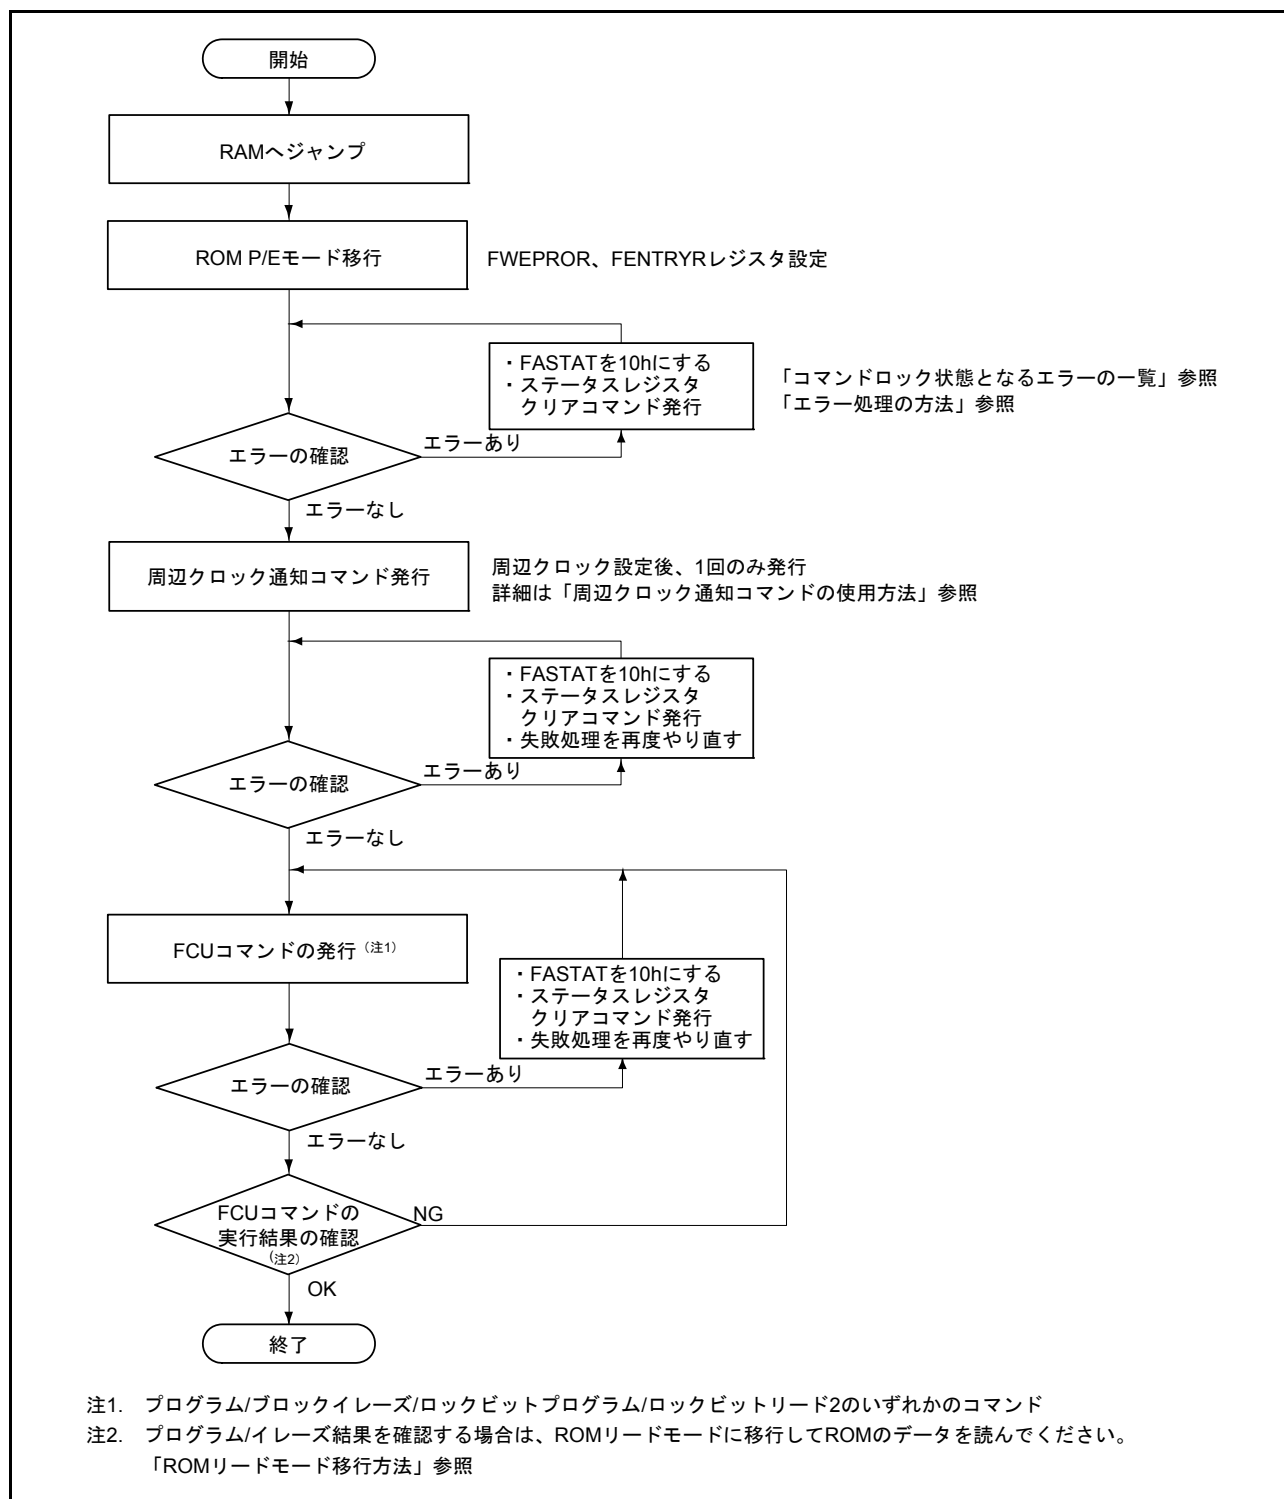 開始
RAMへジャンプ
ROM P/Eモード移行
FWEPROR、FENTRYRレジスタ設定
・FASTATを10hにする
・ステータスレジスタ
クリアコマンド発行
「コマンドロック状態となるエラーの一覧」参照
「エラー処理の方法」参照
エラーの確認
エラーあり
エラーなし
周辺クロック通知コマンド発行
周辺クロック設定後、1回のみ発行
詳細は「周辺クロック通知コマンドの使用方法」参照
・FASTATを10hにする
・ステータスレジスタ
クリアコマンド発行
・失敗処理を再度やり直す
エラーの確認
エラーあり
エラーなし
FCUコマンドの発行（注1）
・FASTATを10hにする
・ステータスレジスタ
クリアコマンド発行
・失敗処理を再度やり直す
エラーの確認
エラーあり
エラーなし
FCUコマンドの
実行結果の確認
（注2）
NG
OK
終了
注1. プログラム/ブロックイレーズ/ロックビットプログラム/ロックビットリード2のいずれかのコマンド
注2. プログラム/イレーズ結果を確認する場合は、ROMリードモードに移行してROMのデータを読んでください。
「ROMリードモード移行方法」参照